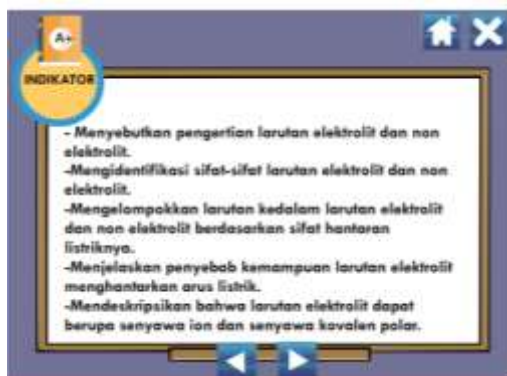 A+
INDIKATOR
- Menyebutkan pengertian larutan elektrolit dan non
elektrolit.
-Mengidentifikasi sifat-sifat larutan elektrolit dan non
elektrolit.
-Mengelompokkan larutan kedalam larutan elektrolit
dan non elektrolit berdasarkan sifat hantaran
listriknya.
-Menjelaskan penyebab kemampuan larutan elektrolit
menghantarkan arus listrik.
-Mendeskripsikan bahwa larutan elektrolit dapat
berupa senyawa ion dan senyawa kovalen polar.